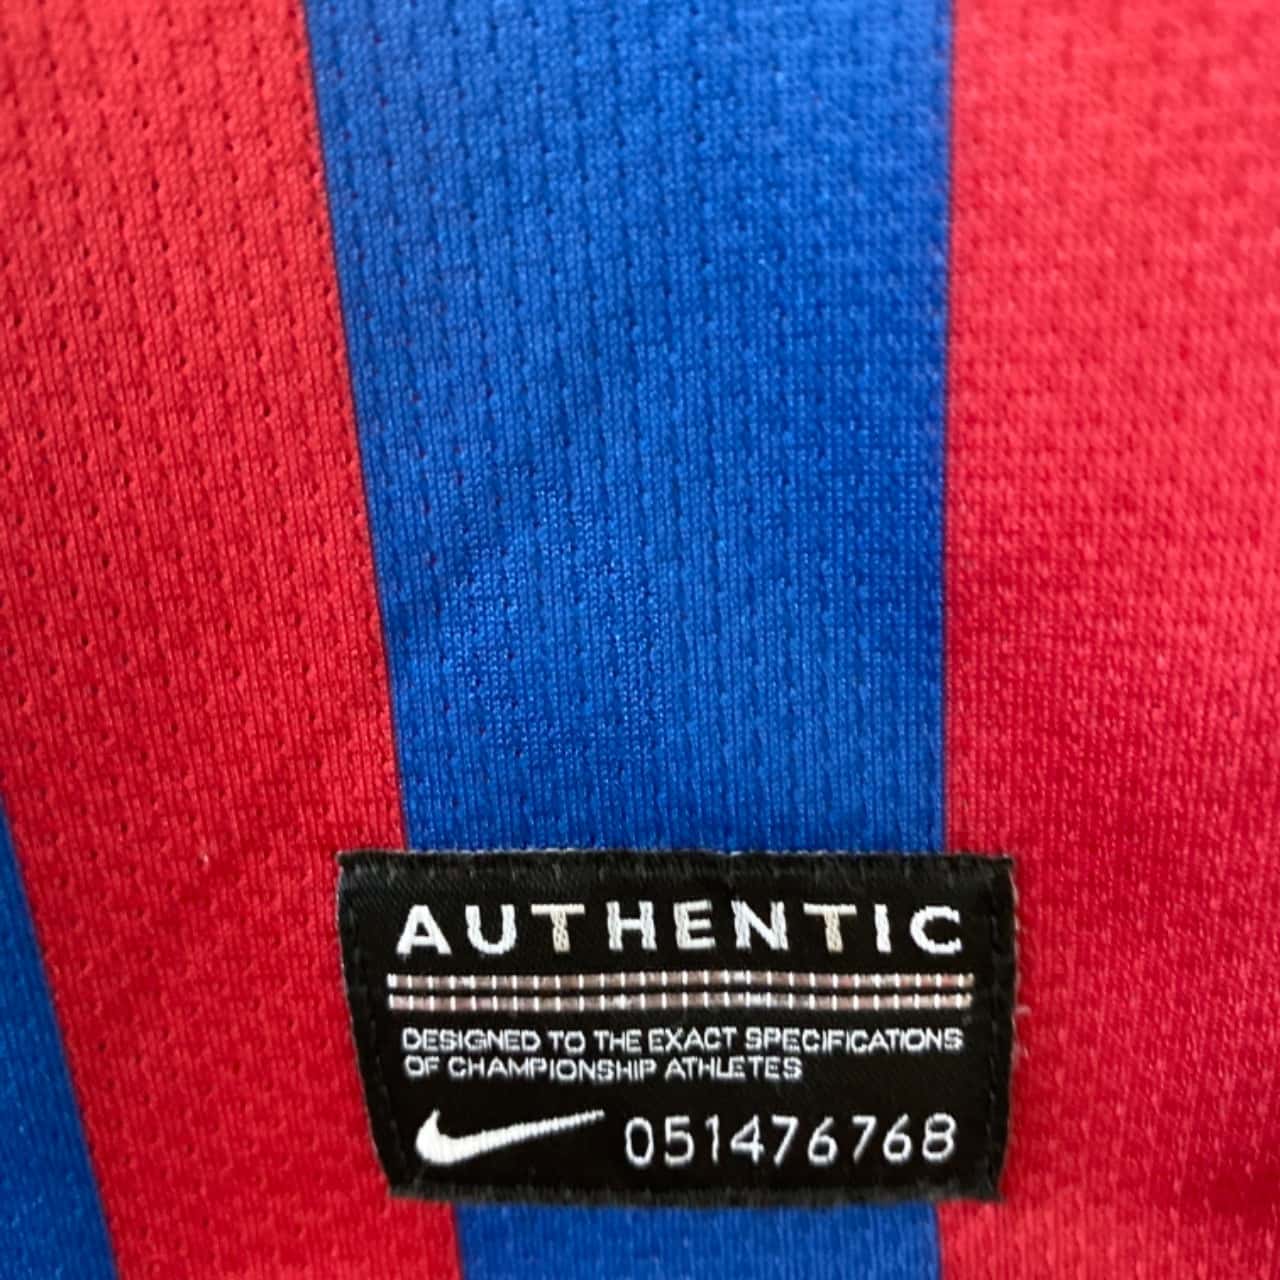 AUTHENTIC
DESIGNED TO THE EXACT SPECIFICATIONS
OF CHAMPIONSHIP ATHLETES
051476768